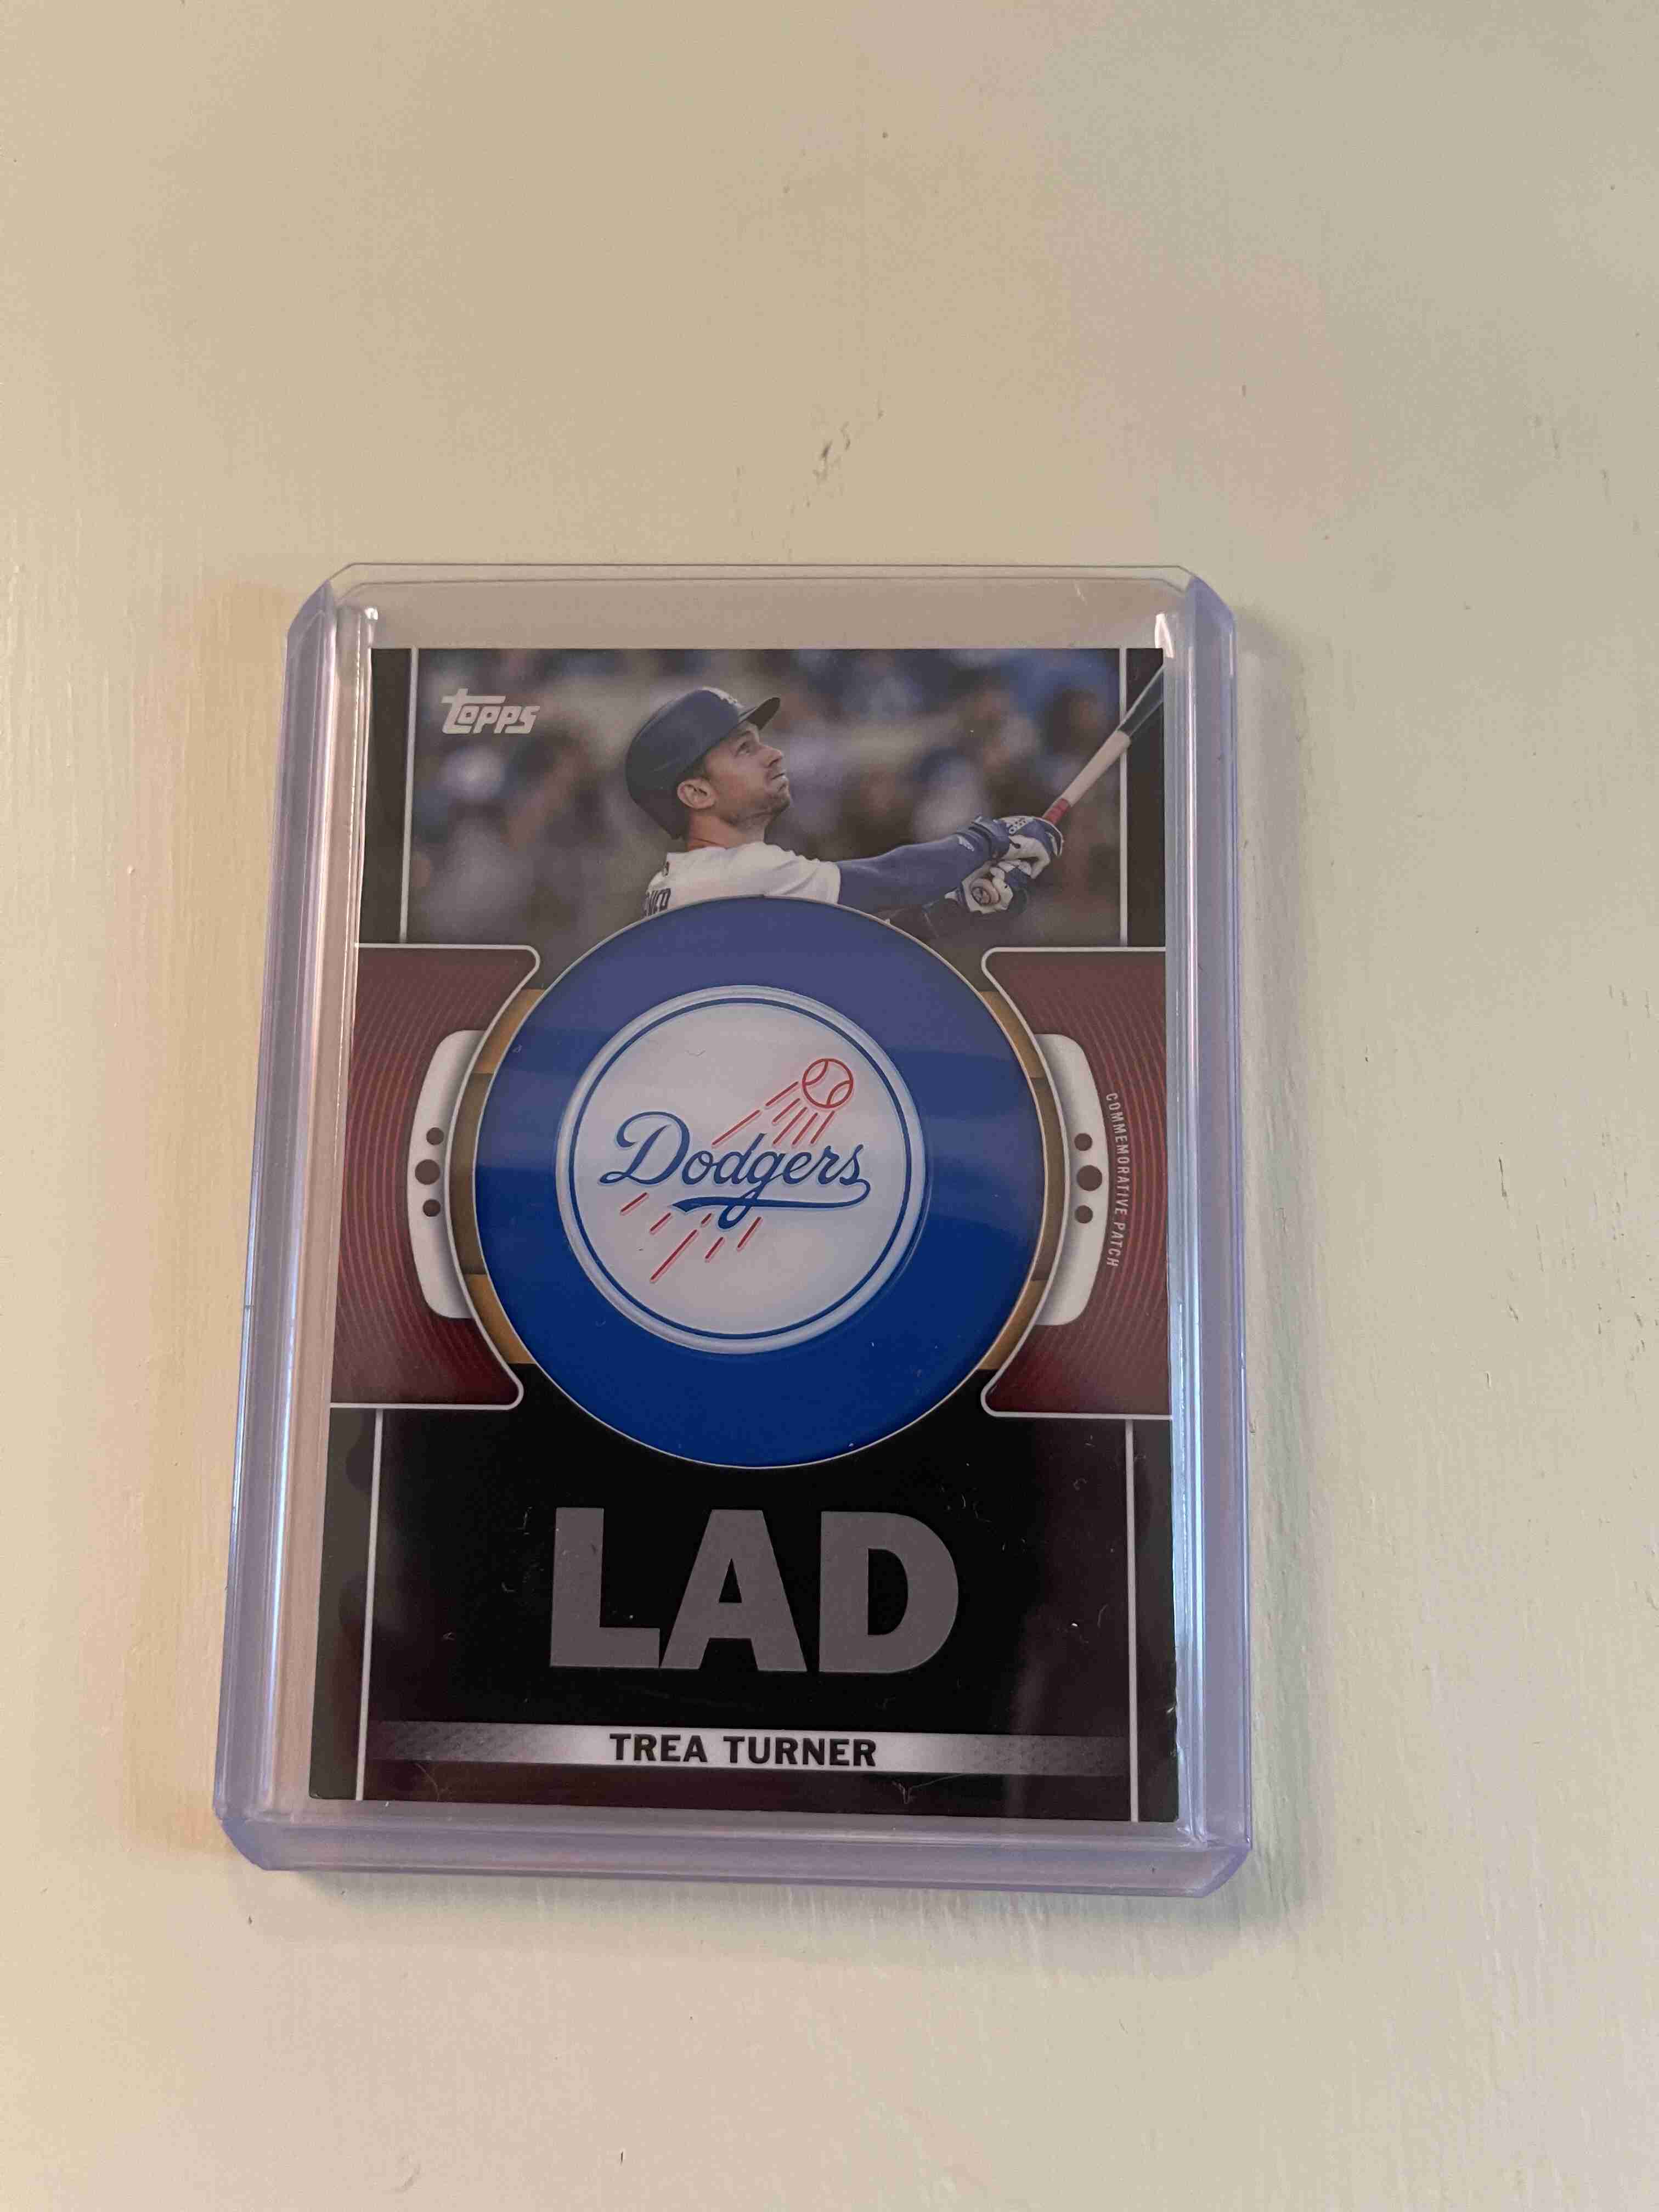 topps
Dodgers
COMMEMORATIVE PATCH
LAD
TREA TURNER